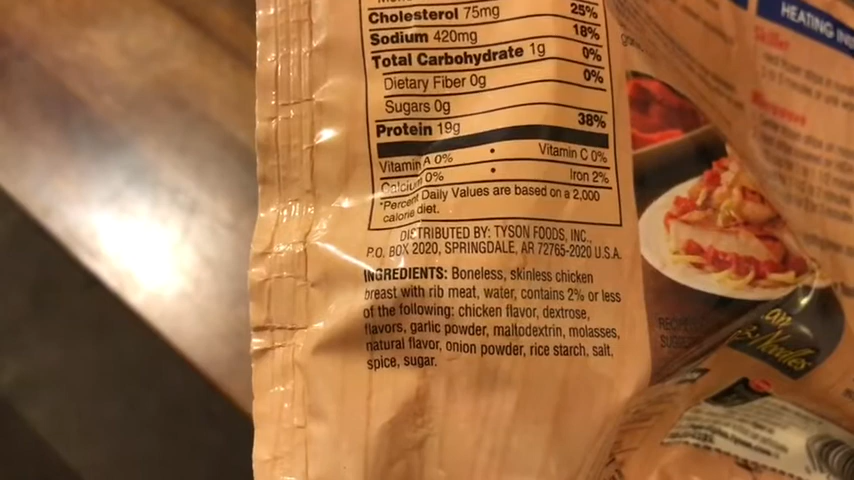 25%
Cholesterol 75mg
18%
Sodium 420mg
0%
Total Carbohydrate 1g
0%
Dietary Fiber 0g
Sugars 0g
Protein 19g 38%
Vitamin A 0% • Vitamin C 0%
Calcium 0% • Iron 2%
*Percent Daily Values are based on a 2,000
calorie diet.
DISTRIBUTED BY: TYSON FOODS, INC.,
P.O. BOX 2020, SPRINGDALE, AR 72765-2020 U.S.A.
INGREDIENTS: Boneless, skinless chicken
breast with rib meat, water, contains 2% or less
of the following: chicken flavor, dextrose,
flavors, garlic powder, maltodextrin, molasses,
natural flavor, onion powder, rice starch, salt,
spice, sugar.
HEATING
Skillet
Microwave
& Noodles